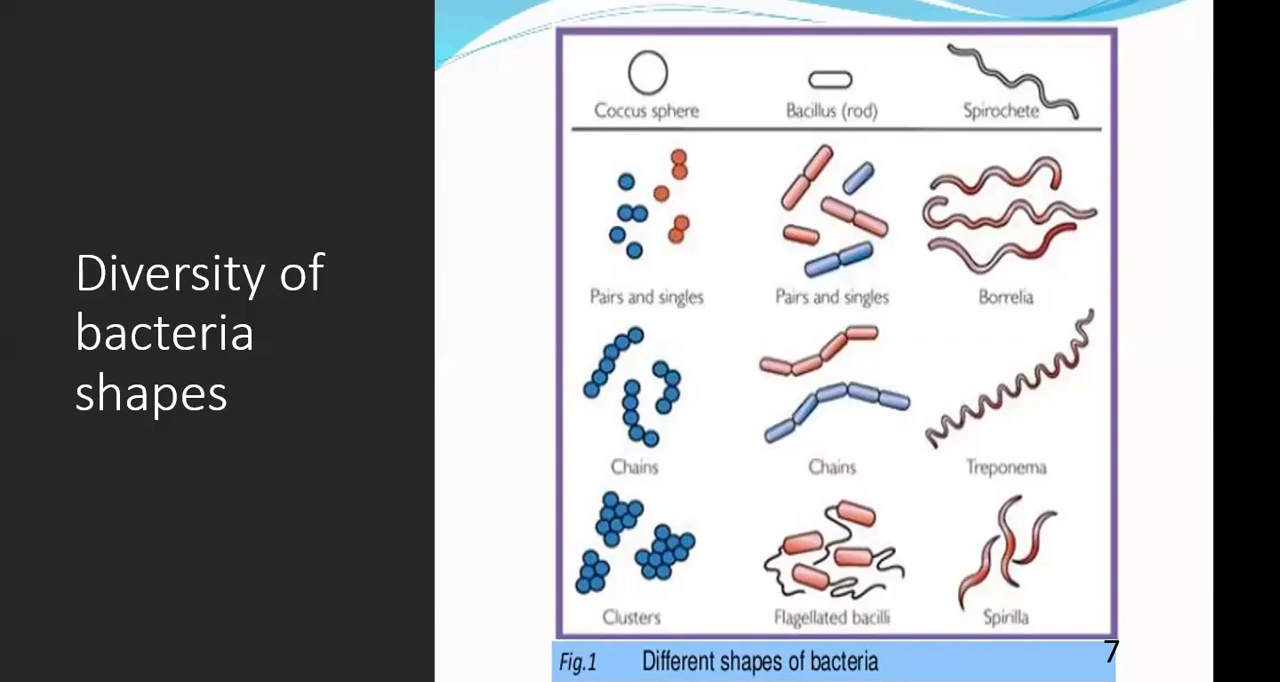 Diversity of
bacteria
shapes
Coccus sphere
Bacillus (rod)
Spirochete
Pairs and singles
Pairs and singles
Borrelia
Chains
Chains
Treponema
Clusters
Flagellated bacilli
Spirilla
Fig.1 Different shapes of bacteria
7